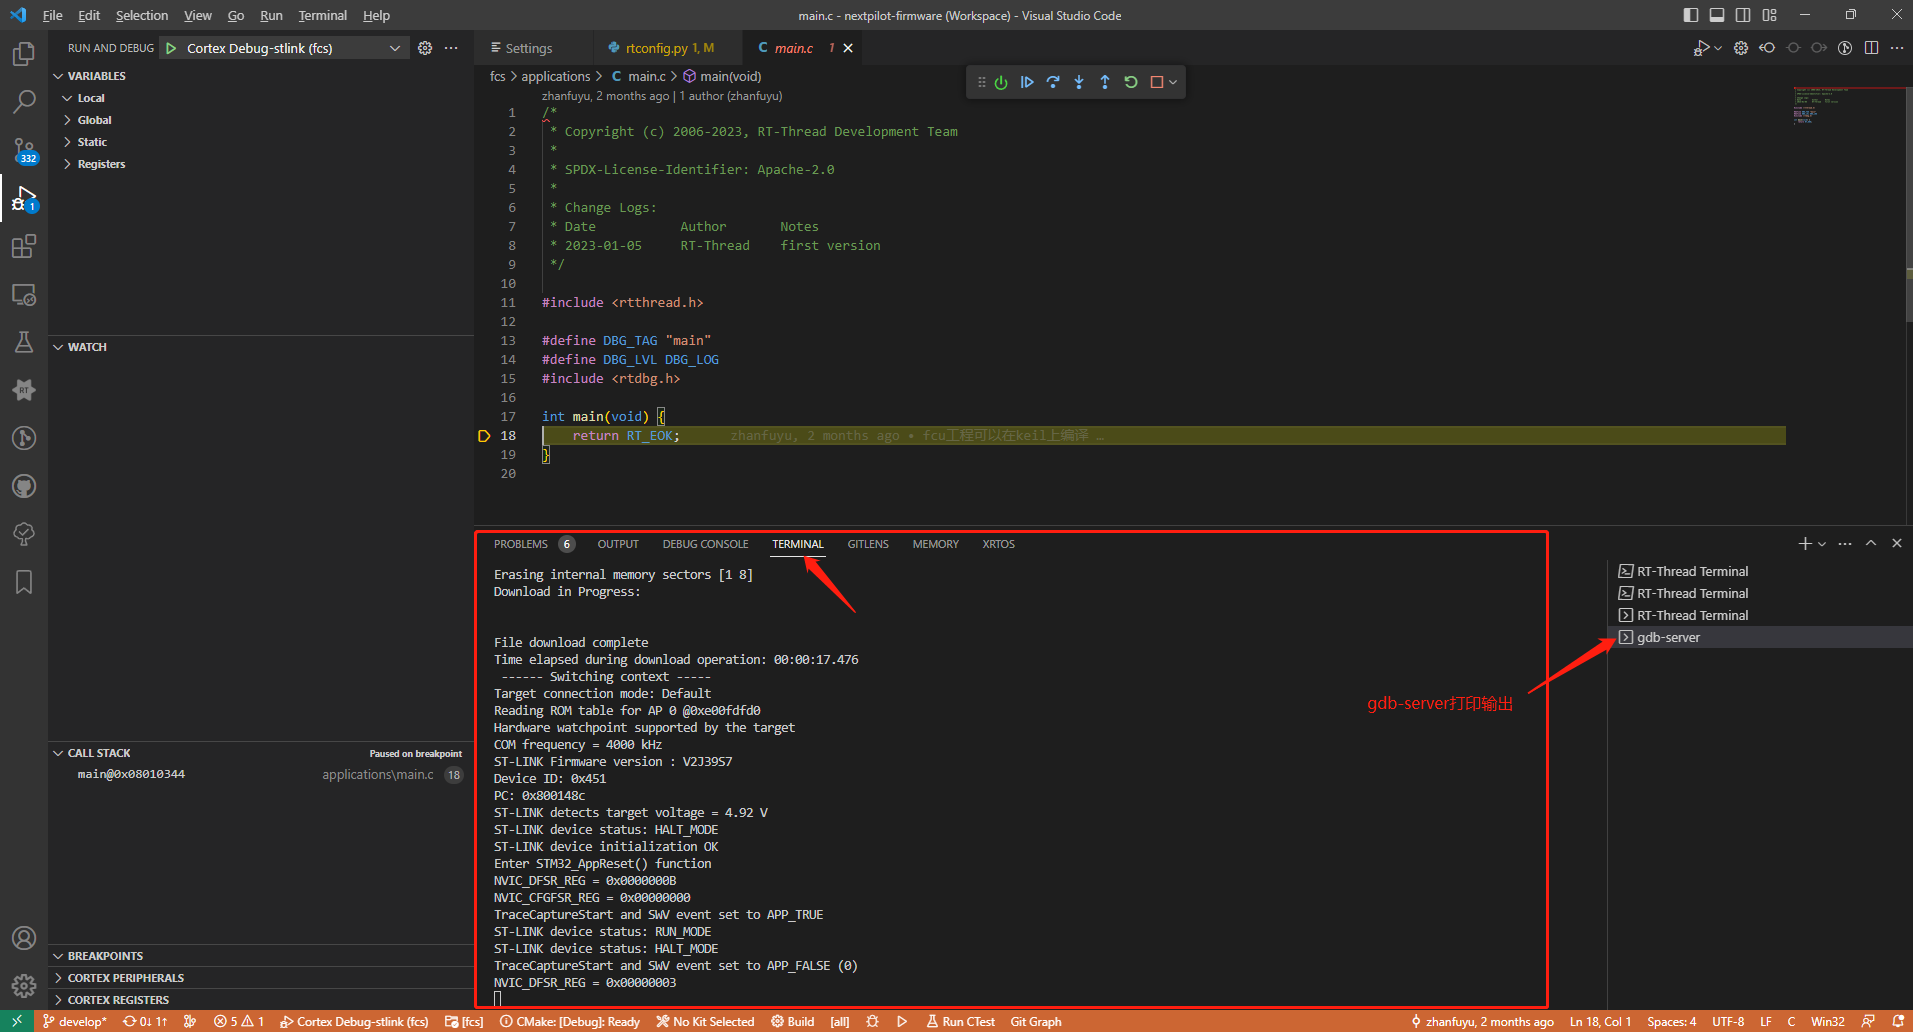 File Edit Selection View Go Run Terminal Help
main.c - nextpilot-firmware (Workspace) - Visual Studio Code
RUN AND DEBUG Cortex Debug-stlink (fcs)
VARIABLES
Local
Global
Static
Registers
WATCH
CALL STACK Paused on breakpoint
main@0x08010344 applications\main.c 18
BREAKPOINTS
CORTEX PERIPHERALS
CORTEX REGISTERS
332
1
Settings rtconfig.py 1, M main.c 1
fcs > applications > C main.c > main(void)
zhanfuyu, 2 months ago | 1 author (zhanfuyu)
1 /*
2 * Copyright (c) 2006-2023, RT-Thread Development Team
3 *
4 * SPDX-License-Identifier: Apache-2.0
5 *
6 * Change Logs:
7 * Date Author Notes
8 * 2023-01-05 RT-Thread first version
9 */
10
11 #include <rtthread.h>
12
13 #define DBG_TAG "main"
14 #define DBG_LVL DBG_LOG
15 #include <rtdbg.h>
16
17 int main(void) {
18 return RT_EOK; zhanfuyu, 2 months ago • fcu工程可以在keil上编译 …
19 }
20
PROBLEMS 6 OUTPUT DEBUG CONSOLE TERMINAL GITLENS MEMORY XRTOS
Erasing internal memory sectors [1 8]
Download in Progress:
File download complete
Time elapsed during download operation: 00:00:17.476
------ Switching context -----
Target connection mode: Default
Reading ROM table for AP 0 @0xe00fdfd0
Hardware watchpoint supported by the target
COM frequency = 4000 kHz
ST-LINK Firmware version : V2J39S7
Device ID: 0x451
PC: 0x800148c
ST-LINK detects target voltage = 4.92 V
ST-LINK device status: HALT_MODE
ST-LINK device initialization OK
Enter STM32_AppReset() function
NVIC_DFSR_REG = 0x0000000B
NVIC_CFGFSR_REG = 0x00000000
TraceCaptureStart and SWV event set to APP_TRUE
ST-LINK device status: RUN_MODE
ST-LINK device status: HALT_MODE
TraceCaptureStart and SWV event set to APP_FALSE (0)
NVIC_DFSR_REG = 0x00000003
RT-Thread Terminal
RT-Thread Terminal
RT-Thread Terminal
gdb-server
gdb-server打印输出
develop* 0↓ 1↑ 5 1 Cortex Debug-stlink (fcs) [fcs] CMake: [Debug]: Ready No Kit Selected Build [all] Run CTest Git Graph zhanfuyu, 2 months ago Ln 18, Col 1 Spaces: 4 UTF-8 LF C Win32